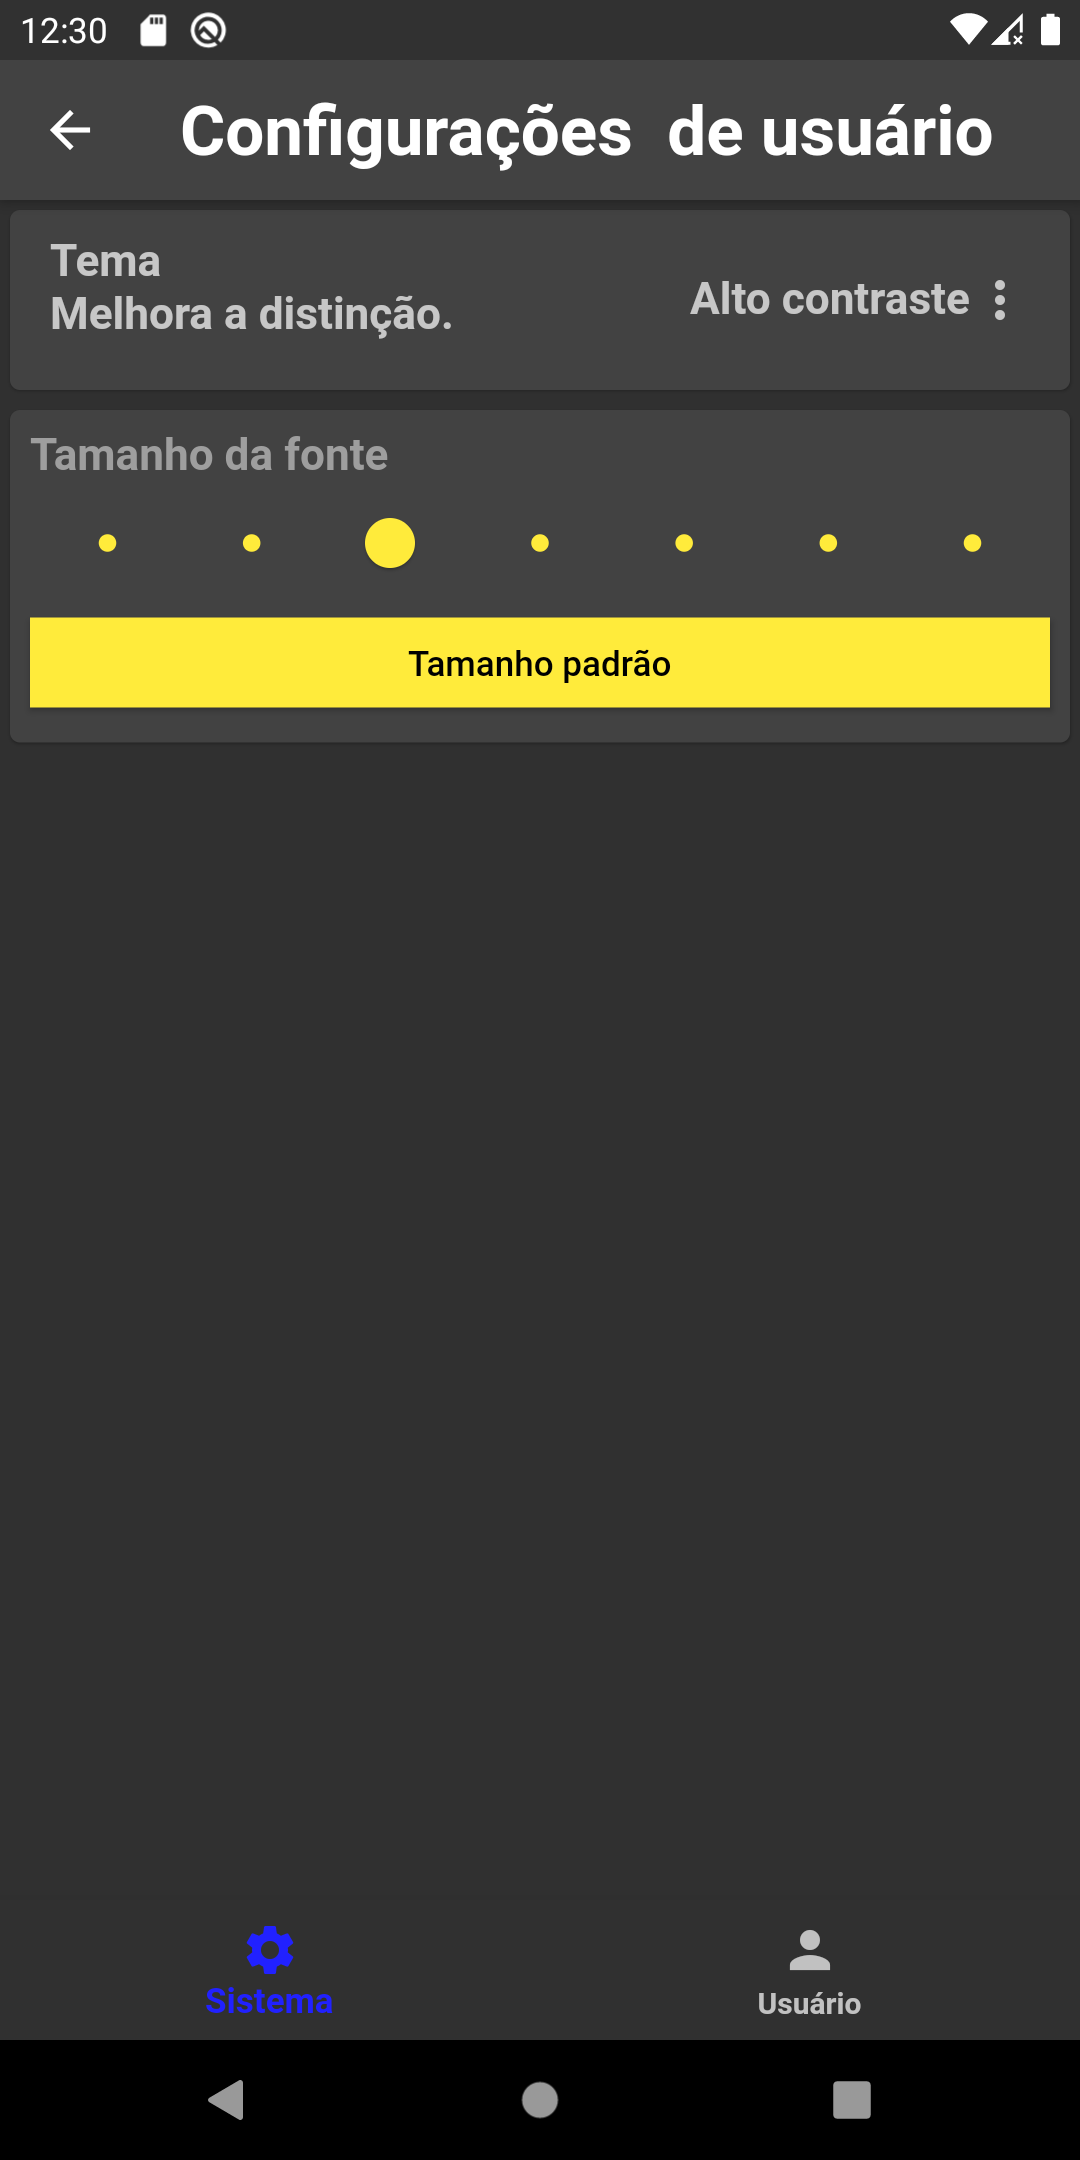 12:30
Configurações  de usuário
Tema
Melhora a distinção.
Alto contraste
Tamanho da fonte
Tamanho padrão
Sistema
Usuário